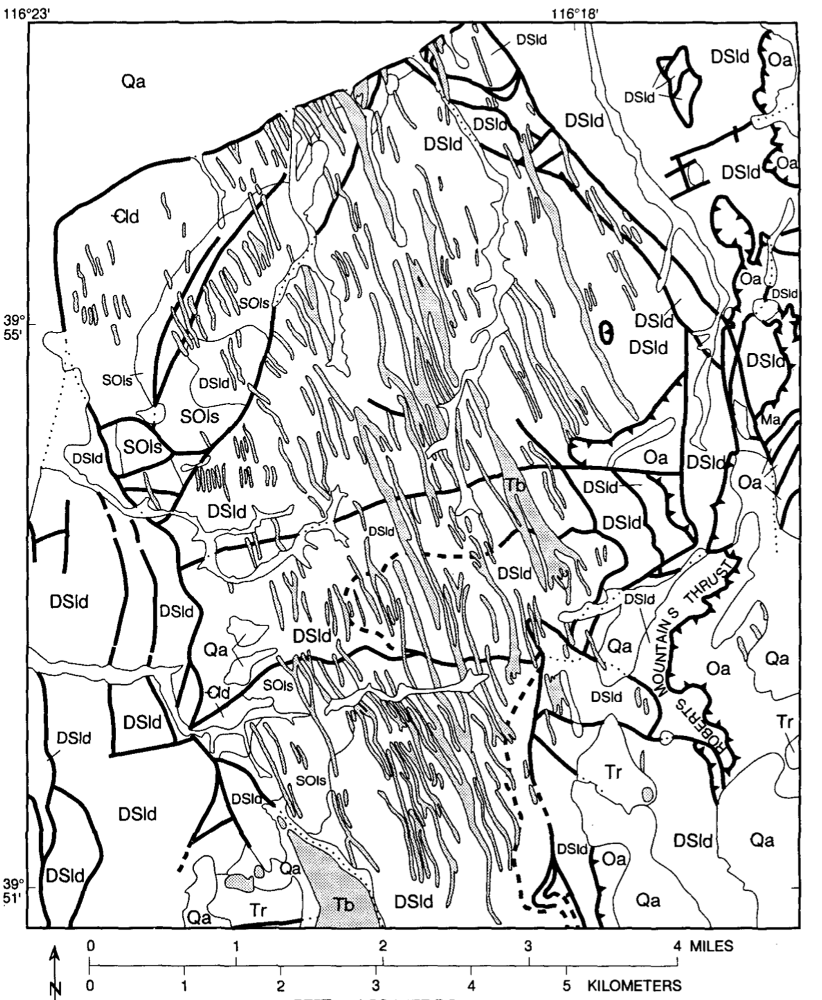 116°23'
116°18'
DSld
DSld
Oa
Qa
DSld
DSld
DSld
DSld
Oa
DSld
-Cld
Oa
SOls
DSld
39°
55'
DSld
DSld
DSld
SOls
DSld
SOls
Ma
SOls
DSld
Oa
DSld
Oa
Tb
DSld
DSld
DSld
DSld
DSld
THRUST
DSld
DSld
DSld
MOUNTAINS
DSld
Qa
Qa
Oa
Qa
-Cld
SOls
DSld
ROBERTS
DSld
DSld
Tr
Tr
SOls
DSld
DSld
DSld
DSld
Qa
Oa
Qa
DSld
39°
51'
Qa
Tr
Tb
DSld
Qa
0 1 2 3 4 MILES
0 1 2 3 4 5 KILOMETERS
N